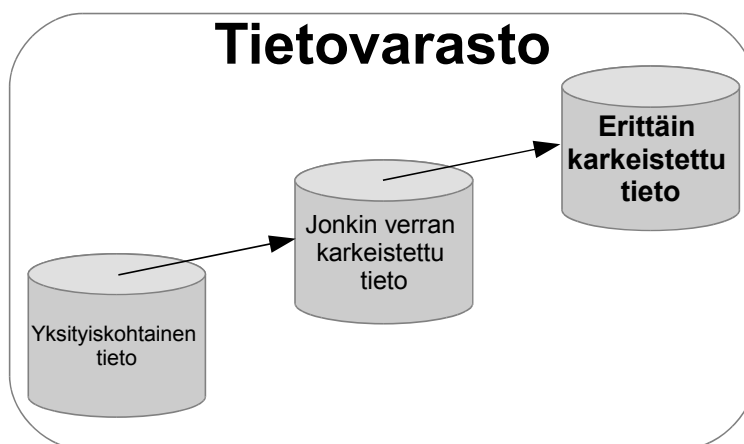 Tietovarasto
Erittäin
karkeistettu
tieto
Jonkin verran
karkeistettu
tieto
Yksityiskohtainen
tieto